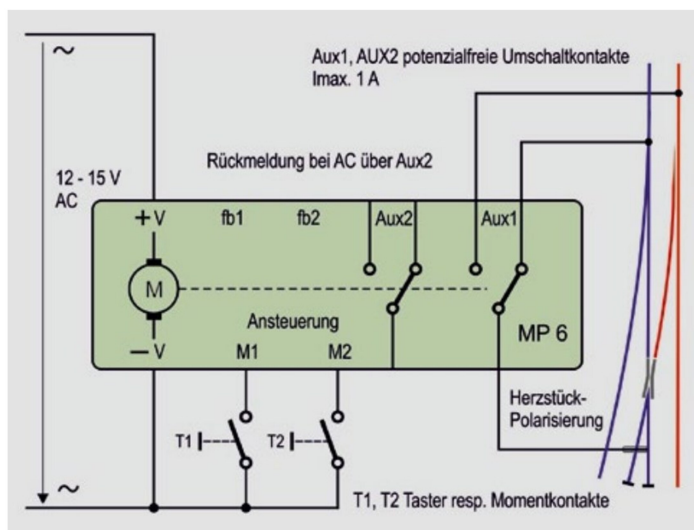 ~
Aux1, AUX2 potenzialfreie Umschaltkontakte
Imax. 1 A
Rückmeldung bei AC über Aux2
12 - 15 V
AC
+ V fb1 fb2 Aux2 Aux1
M
Ansteuerung
MP 6
− V M1 M2
Herzstück-
Polarisierung
T1 T2
~
T1, T2 Taster resp. Momentkontakte